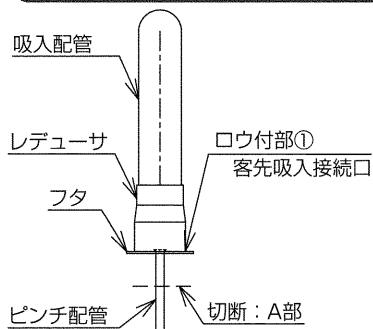 吸入配管
レデューサ
ロウ付部①
客先吸入接続口
フタ
ピンチ配管
切断：A部